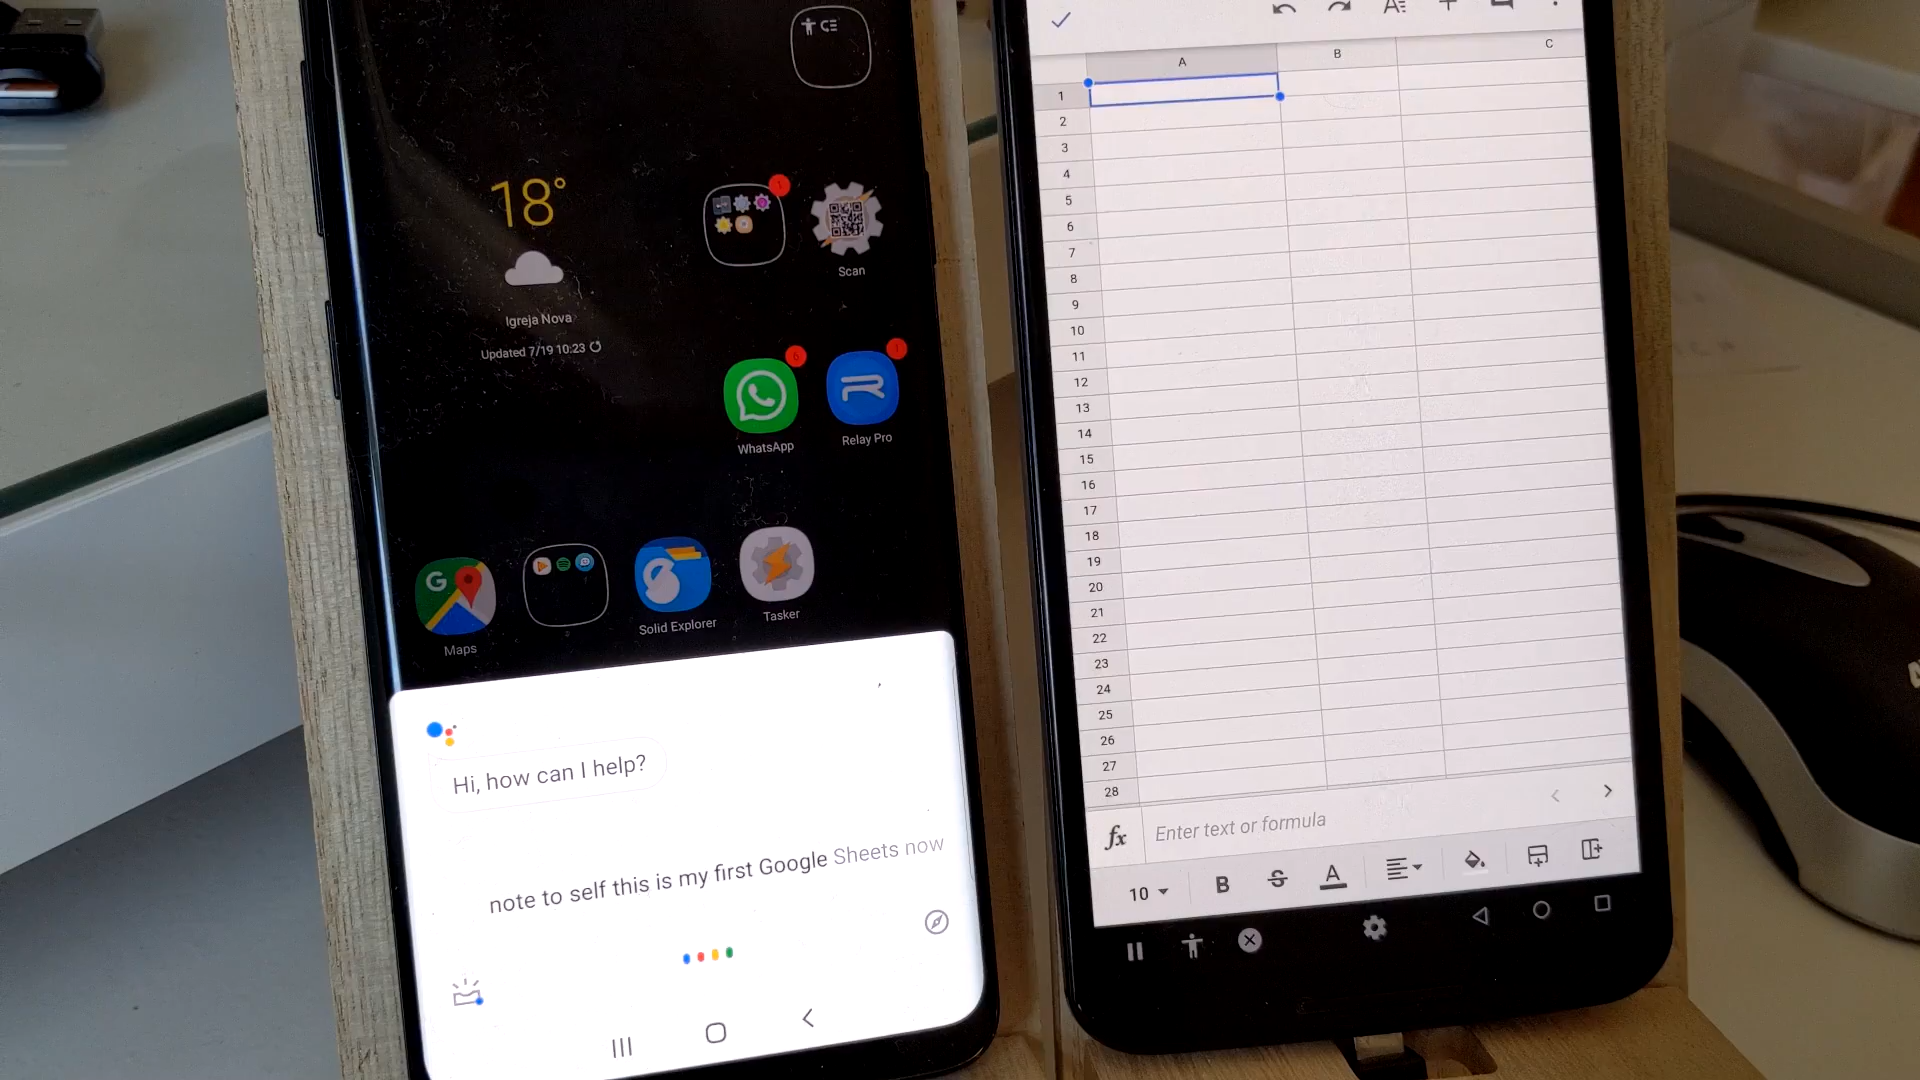 18°
Igreja Nova
Updated 7/19 10:23
1
Scan
6
WhatsApp
1
Relay Pro
G
Maps
Solid Explorer
Tasker
Hi, how can I help?
note to self this is my first Google Sheets now
A B C
1
2
3
4
5
6
7
8
9
10
11
12
13
14
15
16
17
18
19
20
21
22
23
24
25
26
27
28
fx Enter text or formula
10 B S A